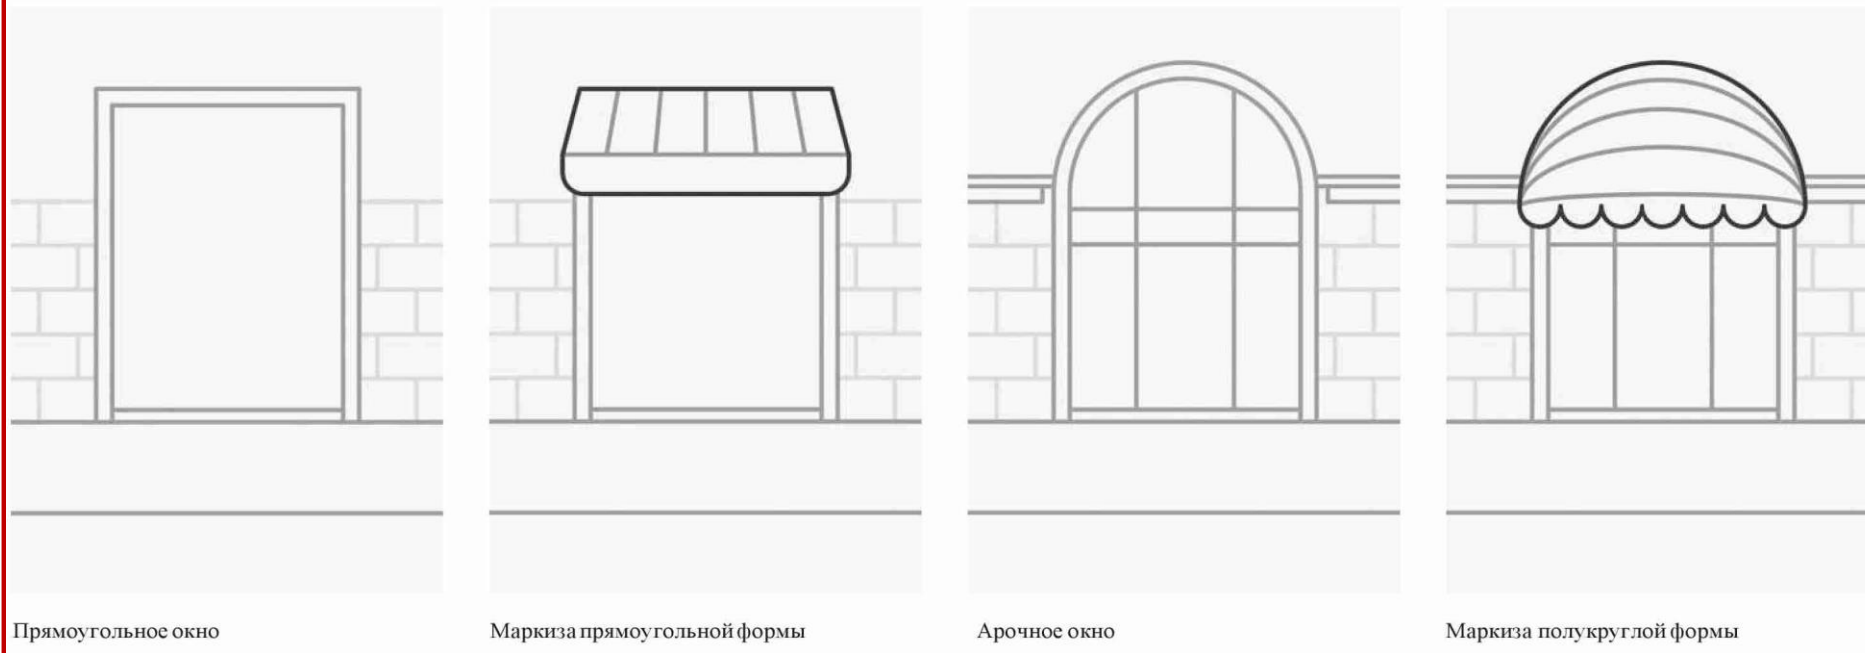 Прямоугольное окно
Маркиза прямоугольной формы
Арочное окно
Маркиза полукруглой формы